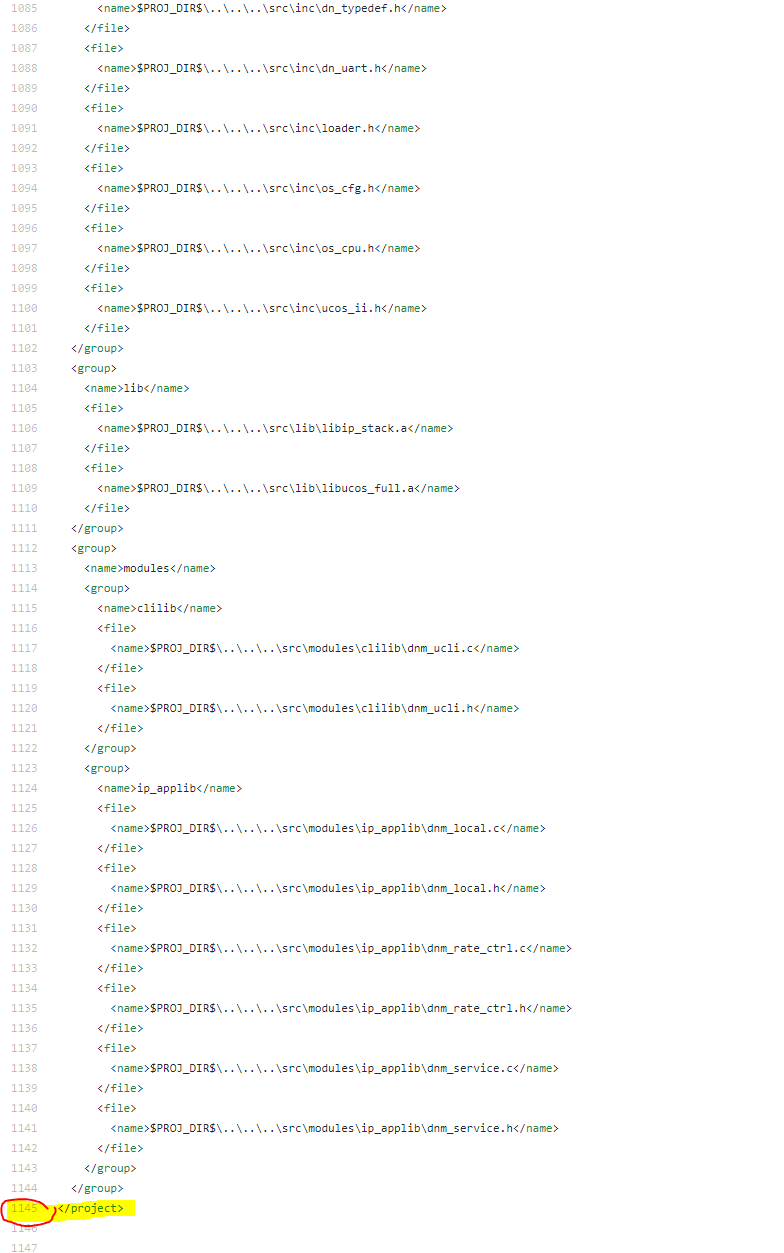 1085 <name>$PROJ_DIR$\..\..\..\src\inc\dn_typedef.h</name>
1086 </file>
1087 <file>
1088 <name>$PROJ_DIR$\..\..\..\src\inc\dn_uart.h</name>
1089 </file>
1090 <file>
1091 <name>$PROJ_DIR$\..\..\..\src\inc\loader.h</name>
1092 </file>
1093 <file>
1094 <name>$PROJ_DIR$\..\..\..\src\inc\os_cfg.h</name>
1095 </file>
1096 <file>
1097 <name>$PROJ_DIR$\..\..\..\src\inc\os_cpu.h</name>
1098 </file>
1099 <file>
1100 <name>$PROJ_DIR$\..\..\..\src\inc\ucos_ii.h</name>
1101 </file>
1102 </group>
1103 <group>
1104 <name>lib</name>
1105 <file>
1106 <name>$PROJ_DIR$\..\..\..\src\lib\libip_stack.a</name>
1107 </file>
1108 <file>
1109 <name>$PROJ_DIR$\..\..\..\src\lib\libucos_full.a</name>
1110 </file>
1111 </group>
1112 <group>
1113 <name>modules</name>
1114 <group>
1115 <name>clilib</name>
1116 <file>
1117 <name>$PROJ_DIR$\..\..\..\src\modules\clilib\dnm_ucli.c</name>
1118 </file>
1119 <file>
1120 <name>$PROJ_DIR$\..\..\..\src\modules\clilib\dnm_ucli.h</name>
1121 </file>
1122 </group>
1123 <group>
1124 <name>ip_applib</name>
1125 <file>
1126 <name>$PROJ_DIR$\..\..\..\src\modules\ip_applib\dnm_local.c</name>
1127 </file>
1128 <file>
1129 <name>$PROJ_DIR$\..\..\..\src\modules\ip_applib\dnm_local.h</name>
1130 </file>
1131 <file>
1132 <name>$PROJ_DIR$\..\..\..\src\modules\ip_applib\dnm_rate_ctrl.c</name>
1133 </file>
1134 <file>
1135 <name>$PROJ_DIR$\..\..\..\src\modules\ip_applib\dnm_rate_ctrl.h</name>
1136 </file>
1137 <file>
1138 <name>$PROJ_DIR$\..\..\..\src\modules\ip_applib\dnm_service.c</name>
1139 </file>
1140 <file>
1141 <name>$PROJ_DIR$\..\..\..\src\modules\ip_applib\dnm_service.h</name>
1142 </file>
1143 </group>
1144 </group>
1145 </project>
1146
1147